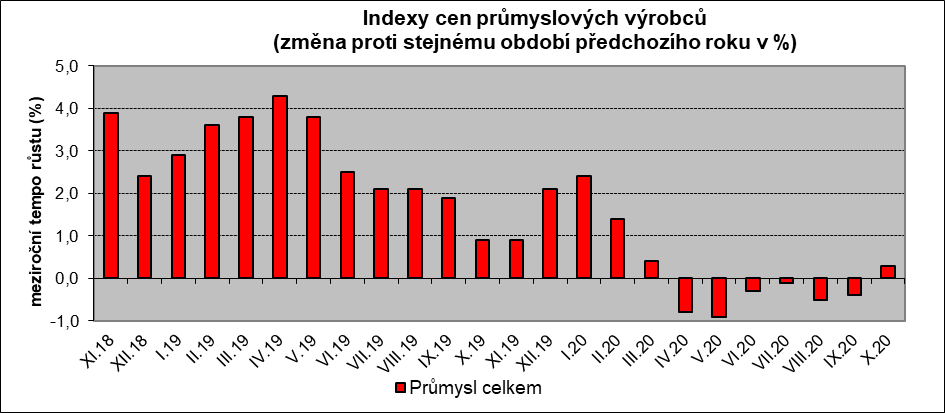 Indexy cen průmyslových výrobců
(změna proti stejnému období předchozího roku v %)
meziroční tempo růstu (%)
5,0
4,0
3,0
2,0
1,0
0,0
-1,0
XI.18
XII.18
I.19
II.19
III.19
IV.19
V.19
VI.19
VII.19
VIII.19
IX.19
X.19
XI.19
XII.19
I.20
II.20
III.20
IV.20
V.20
VI.20
VII.20
VIII.20
IX.20
X.20
Průmysl celkem